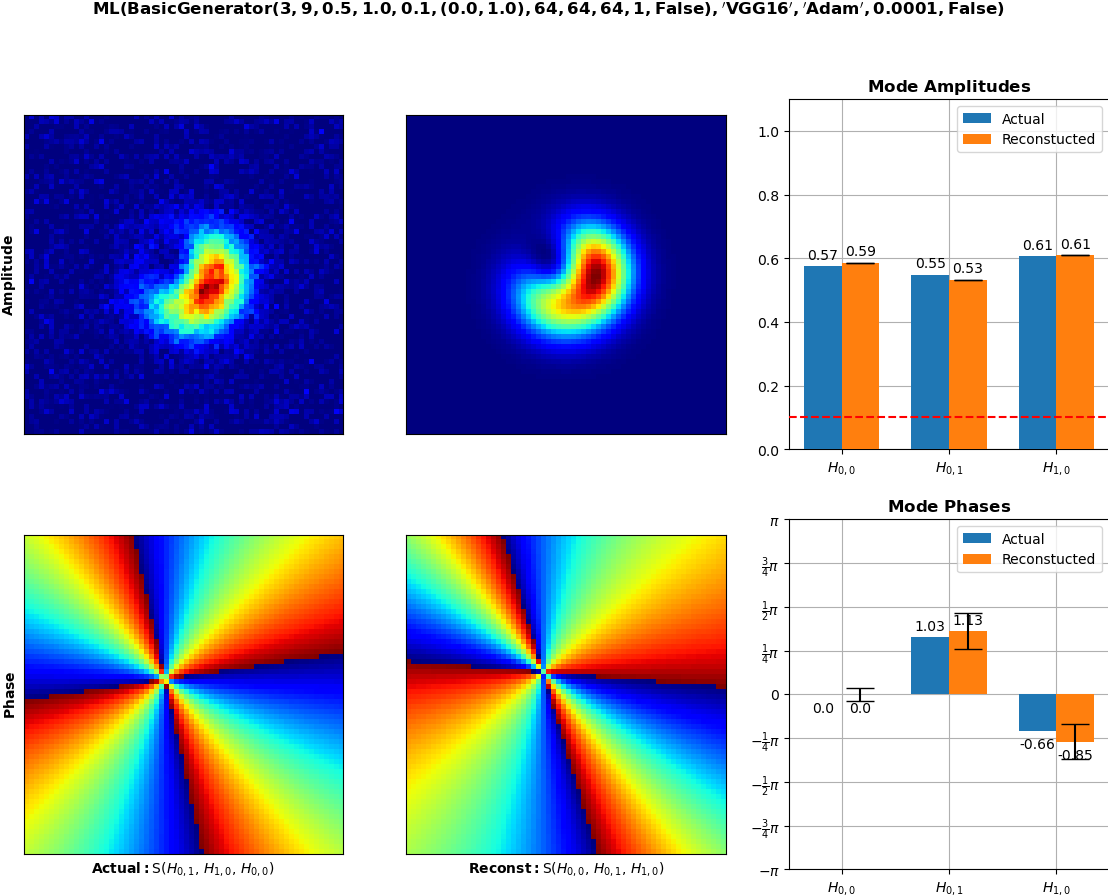 ML(BasicGenerator(3, 9, 0.5, 1.0, 0.1, (0.0, 1.0), 64, 64, 64, 1, False), ′VGG16′, ′Adam′, 0.0001, False)
Amplitude
Mode Amplitudes
Actual
Reconstucted
1.0
0.8
0.6
0.4
0.2
0.0
0.57 0.59
0.55 0.53
0.61 0.61
H0,0 H0,1 H1,0
Phase
Actual: S(H0,1, H1,0, H0,0)
Reconst: S(H0,0, H0,1, H1,0)
Mode Phases
Actual
Reconstucted
π
3/4π
1/2π
1/4π
0
−1/4π
−1/2π
−3/4π
−π
0.0 0.0
1.03 1.13
-0.66 -0.85
H0,0 H0,1 H1,0